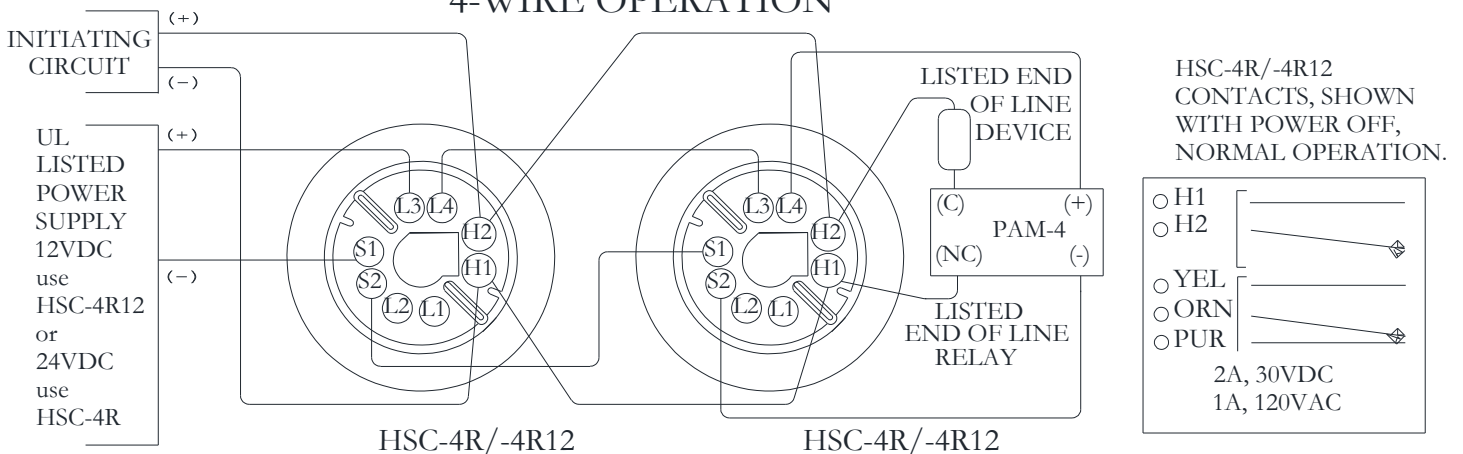 4-WIRE OPERATION
INITIATING
CIRCUIT
(+)
(−)
UL
LISTED
POWER
SUPPLY
12VDC
use
HSC-4R12
or
24VDC
use
HSC-4R
(+)
(−)
L3
L4
H2
H1
S1
S2
L2
L1
HSC-4R/-4R12
L3
L4
H2
H1
S1
S2
L2
L1
HSC-4R/-4R12
LISTED END
OF LINE
DEVICE
(C)
(+)
PAM-4
(NC)
(-)
LISTED
END OF LINE
RELAY
HSC-4R/-4R12
CONTACTS, SHOWN
WITH POWER OFF,
NORMAL OPERATION.
H1
H2
YEL
ORN
PUR
2A, 30VDC
1A, 120VAC